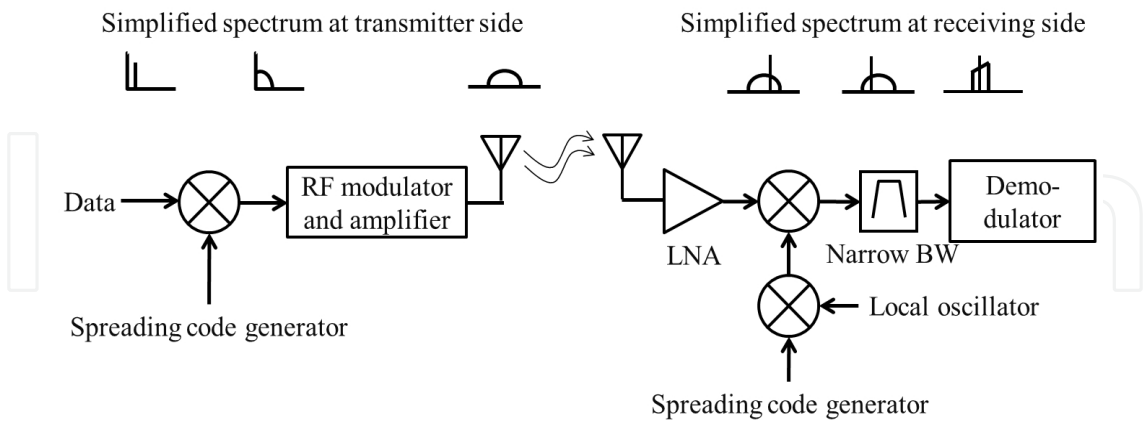 Simplified spectrum at transmitter side
Simplified spectrum at receiving side
Data
RF modulator
and amplifier
Spreading code generator
LNA
Narrow BW
Demo-
dulator
Local oscillator
Spreading code generator